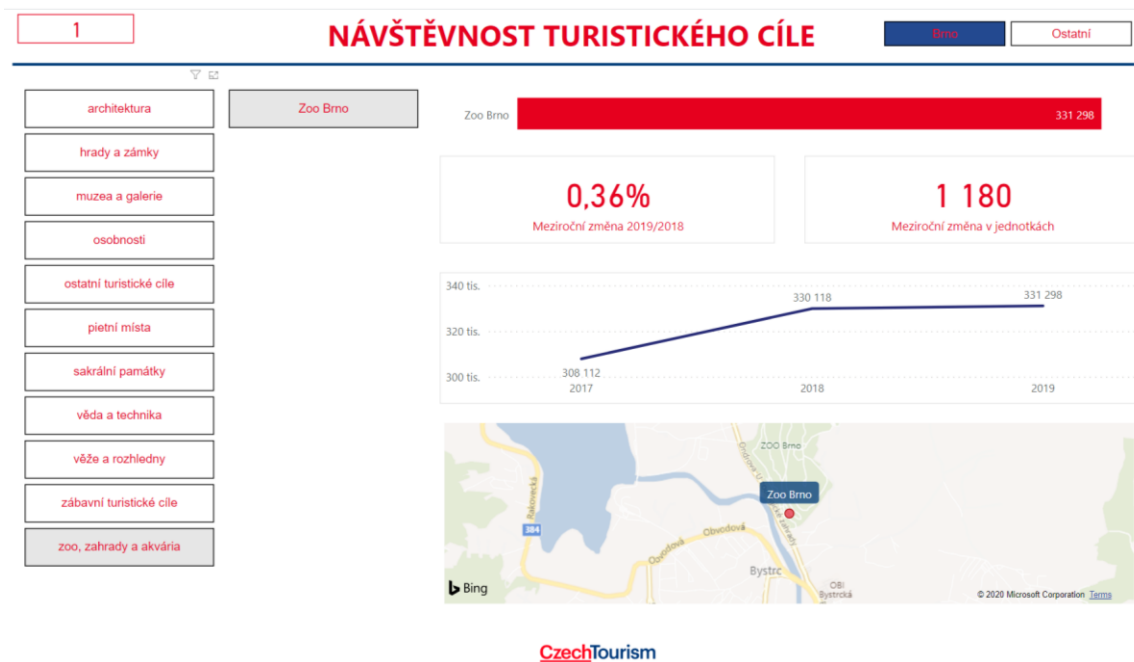 1
NÁVŠTĚVNOST TURISTICKÉHO CÍLE
Brno
Ostatní
architektura
hrady a zámky
muzea a galerie
osobnosti
ostatní turistické cíle
pietní místa
sakrální památky
věda a technika
věže a rozhledny
zábavní turistické cíle
zoo, zahrady a akvária
Zoo Brno
Zoo Brno
331 298
0,36%
Meziroční změna 2019/2018
1 180
Meziroční změna v jednotkách
340 tis.
320 tis.
300 tis.
308 112
330 118
331 298
2017
2018
2019
ZOO Brno
Zoo Brno
Rakovecká
384
Obvodová
Obvodová
Bystrc
OBI
Bystrcká
Bing
© 2020 Microsoft Corporation Terms
CzechTourism